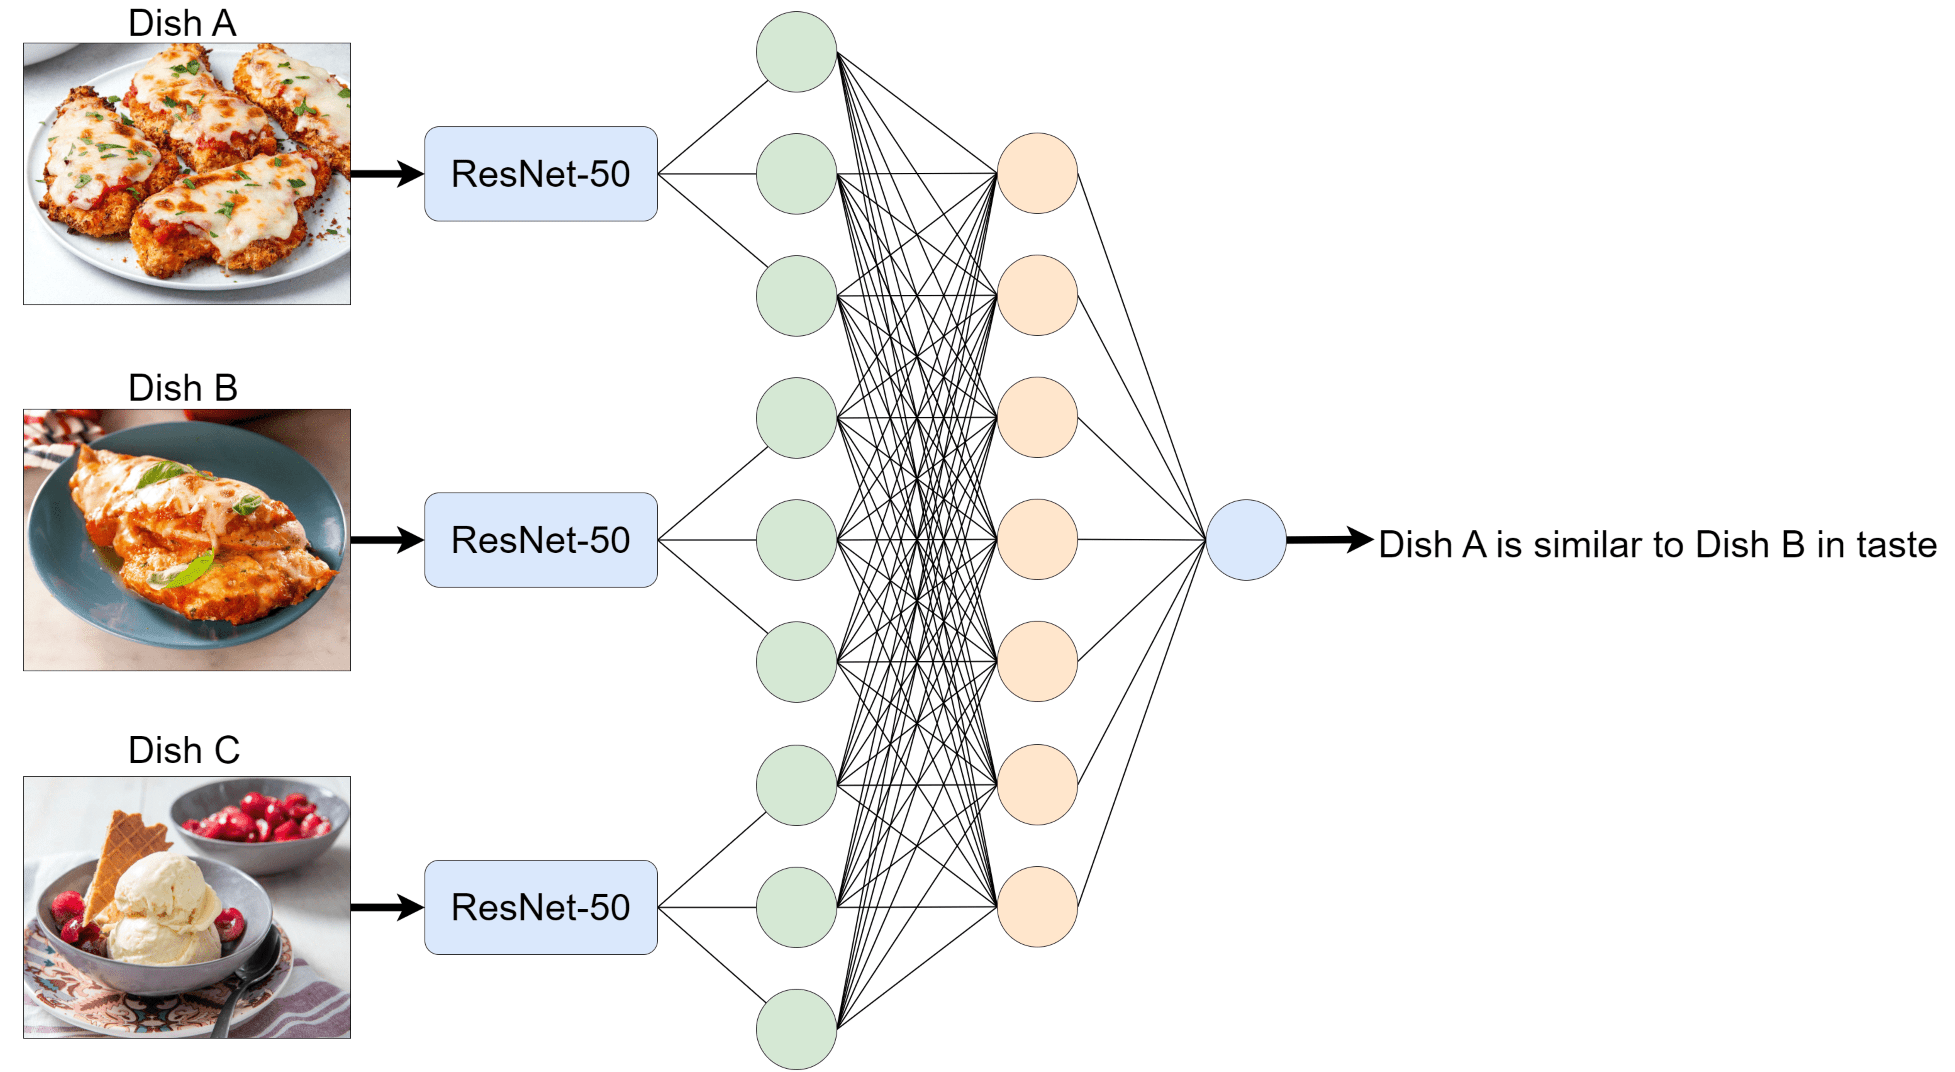 Dish A
ResNet-50
Dish B
ResNet-50
Dish A is similar to Dish B in taste
Dish C
ResNet-50